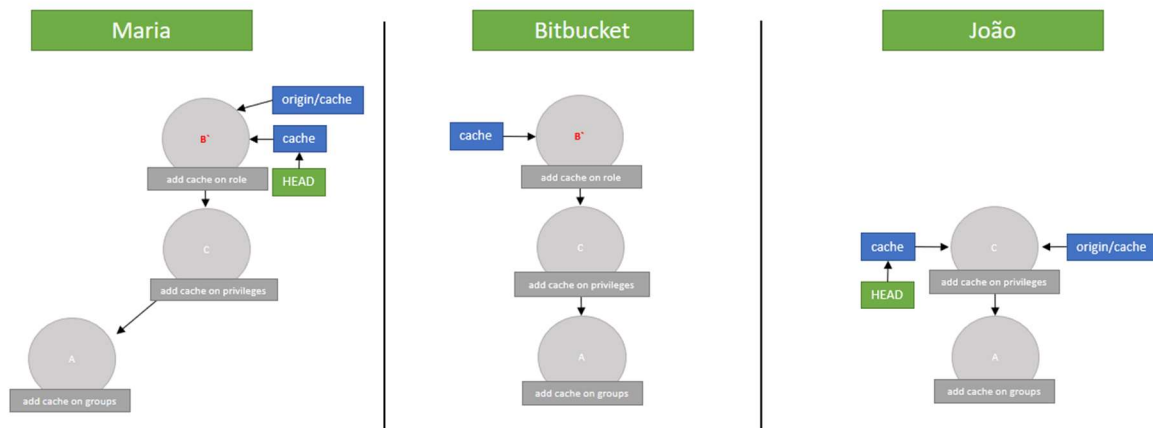 Maria
origin/cache
B`
cache
add cache on role
HEAD
C
add cache on privileges
A
add cache on groups
Bitbucket
cache
B`
add cache on role
C
add cache on privileges
A
add cache on groups
João
cache
C
origin/cache
HEAD
add cache on privileges
A
add cache on groups